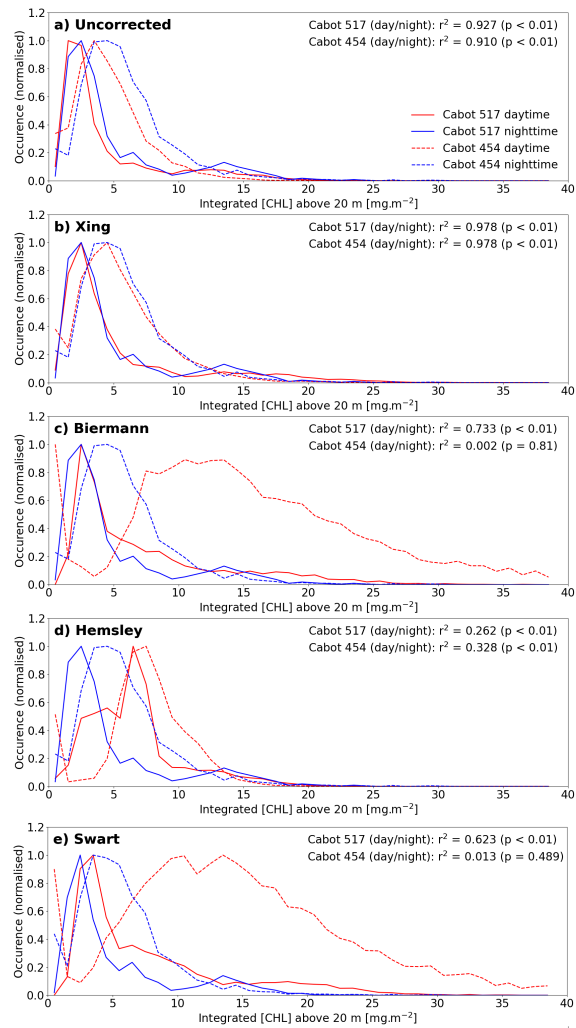 a) Uncorrected
Cabot 517 (day/night): r² = 0.927 (p < 0.01)
Cabot 454 (day/night): r² = 0.910 (p < 0.01)
Cabot 517 daytime
Cabot 517 nighttime
Cabot 454 daytime
Cabot 454 nighttime
Occurence (normalised)
1.2
1.0
0.8
0.6
0.4
0.2
0.0
0 5 10 15 20 25 30 35 40
Integrated [CHL] above 20 m [mg.m⁻²]
b) Xing
Cabot 517 (day/night): r² = 0.978 (p < 0.01)
Cabot 454 (day/night): r² = 0.978 (p < 0.01)
Occurence (normalised)
1.2
1.0
0.8
0.6
0.4
0.2
0.0
0 5 10 15 20 25 30 35 40
Integrated [CHL] above 20 m [mg.m⁻²]
c) Biermann
Cabot 517 (day/night): r² = 0.733 (p < 0.01)
Cabot 454 (day/night): r² = 0.002 (p = 0.81)
Occurence (normalised)
1.2
1.0
0.8
0.6
0.4
0.2
0.0
0 5 10 15 20 25 30 35 40
Integrated [CHL] above 20 m [mg.m⁻²]
d) Hemsley
Cabot 517 (day/night): r² = 0.262 (p < 0.01)
Cabot 454 (day/night): r² = 0.328 (p < 0.01)
Occurence (normalised)
1.2
1.0
0.8
0.6
0.4
0.2
0.0
0 5 10 15 20 25 30 35 40
Integrated [CHL] above 20 m [mg.m⁻²]
e) Swart
Cabot 517 (day/night): r² = 0.623 (p < 0.01)
Cabot 454 (day/night): r² = 0.013 (p = 0.489)
Occurence (normalised)
1.2
1.0
0.8
0.6
0.4
0.2
0.0
0 5 10 15 20 25 30 35 40
Integrated [CHL] above 20 m [mg.m⁻²]